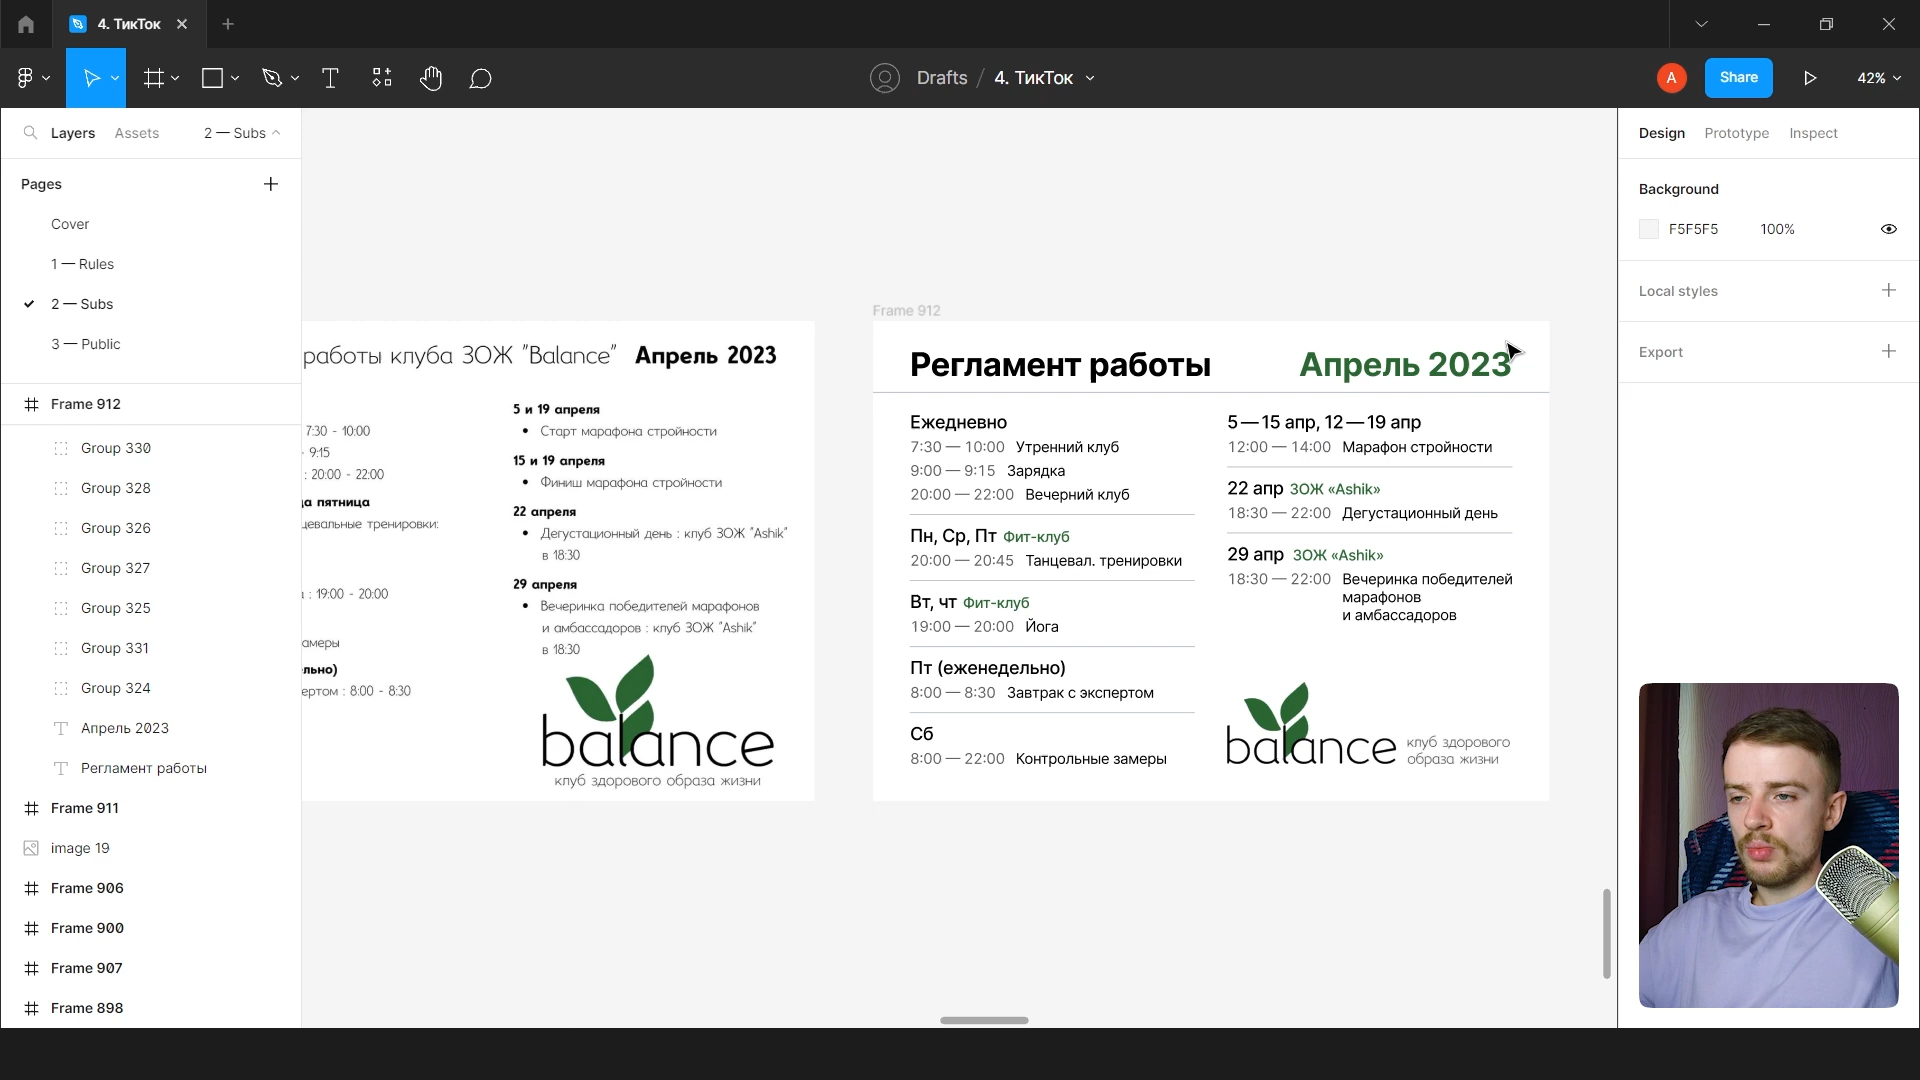 4. ТикТок
Drafts / 4. ТикТок
A
Share
42%
Layers
Assets
2 — Subs
Pages
Cover
1 — Rules
2 — Subs
3 — Public
Frame 912
Group 330
Group 328
Group 326
Group 327
Group 325
Group 331
Group 324
Апрель 2023
Регламент работы
Frame 911
image 19
Frame 906
Frame 900
Frame 907
Frame 898
работы клуба ЗОЖ "Balance" Апрель 2023
7:30 - 10:00
- 9:15
: 20:00 - 22:00
да пятница
цевальные тренировки:
: 19:00 - 20:00
амеры
льно)
ертом : 8:00 - 8:30
5 и 19 апреля
• Старт марафона стройности
15 и 19 апреля
• Финиш марафона стройности
22 апреля
• Дегустационный день : клуб ЗОЖ "Ashik"
в 18:30
29 апреля
• Вечеринка победителей марафонов
и амбассадоров : клуб ЗОЖ "Ashik"
в 18:30
balance
клуб здорового образа жизни
Frame 912
Регламент работы
Апрель 2023
Ежедневно
7:30 — 10:00 Утренний клуб
9:00 — 9:15 Зарядка
20:00 — 22:00 Вечерний клуб
Пн, Ср, Пт Фит-клуб
20:00 — 20:45 Танцевал. тренировки
Вт, чт Фит-клуб
19:00 — 20:00 Йога
Пт (еженедельно)
8:00 — 8:30 Завтрак с экспертом
Сб
8:00 — 22:00 Контрольные замеры
5 — 15 апр, 12 — 19 апр
12:00 — 14:00 Марафон стройности
22 апр ЗОЖ «Ashik»
18:30 — 22:00 Дегустационный день
29 апр ЗОЖ «Ashik»
18:30 — 22:00 Вечеринка победителей
марафонов
и амбассадоров
balance
клуб здорового
образа жизни
Design
Prototype
Inspect
Background
F5F5F5
100%
Local styles
Export